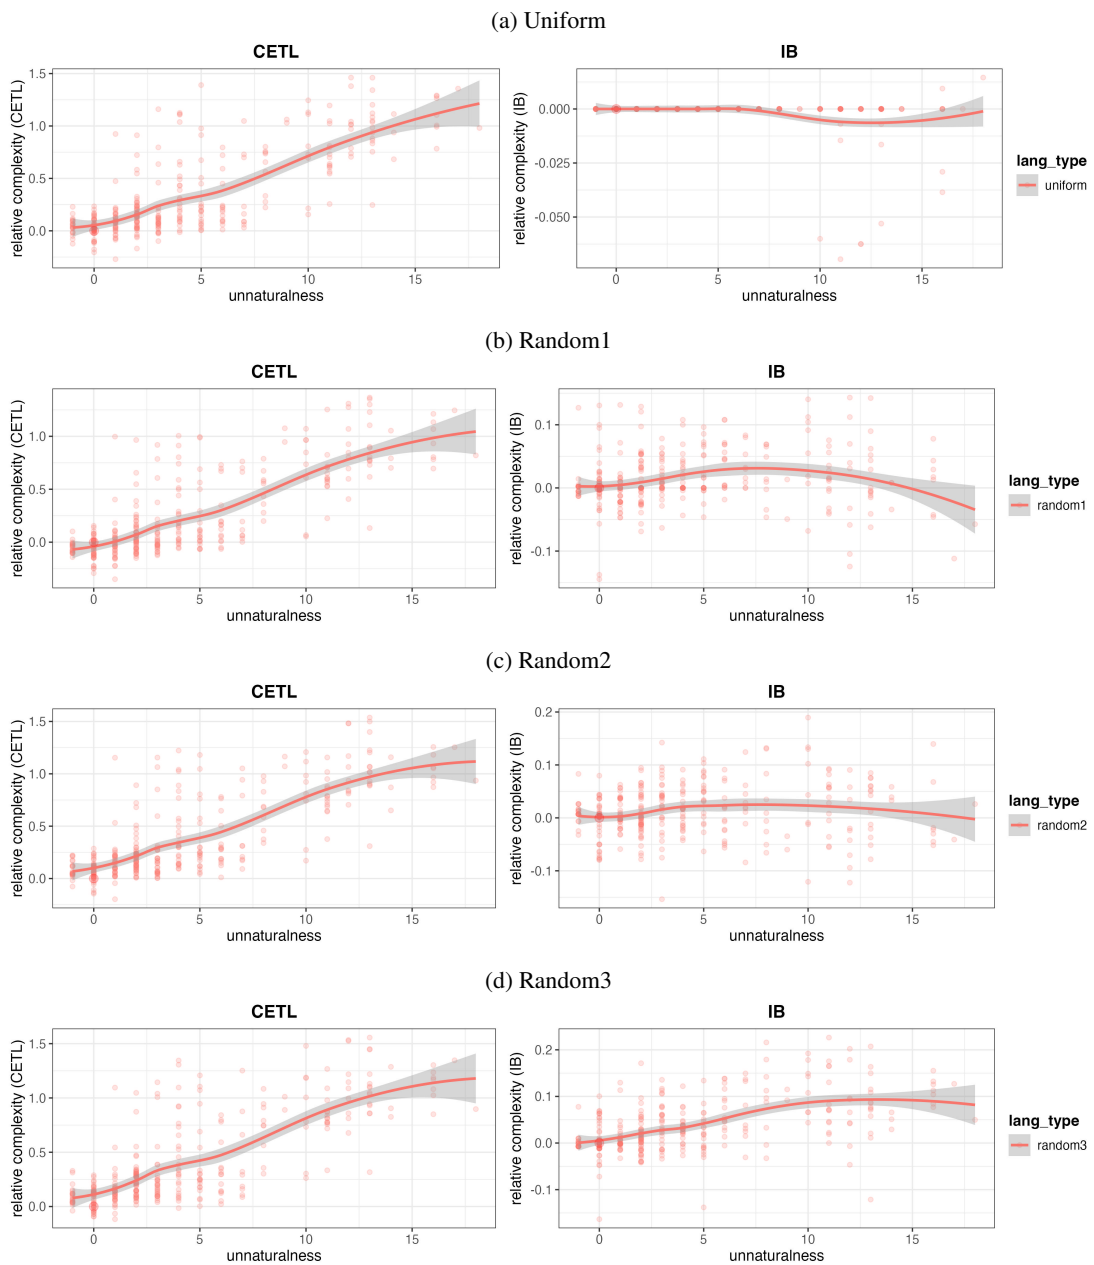 (a) Uniform
CETL
IB
relative complexity (CETL)
1.5
1.0
0.5
0.0
0
5
10
15
unnaturalness
relative complexity (IB)
0.000
-0.025
-0.050
0
5
10
15
unnaturalness
lang_type
uniform
(b) Random1
CETL
IB
relative complexity (CETL)
1.0
0.5
0.0
0
5
10
15
unnaturalness
relative complexity (IB)
0.1
0.0
-0.1
0
5
10
15
unnaturalness
lang_type
random1
(c) Random2
CETL
IB
relative complexity (CETL)
1.5
1.0
0.5
0.0
0
5
10
15
unnaturalness
relative complexity (IB)
0.2
0.1
0.0
-0.1
0
5
10
15
unnaturalness
lang_type
random2
(d) Random3
CETL
IB
relative complexity (CETL)
1.5
1.0
0.5
0.0
0
5
10
15
unnaturalness
relative complexity (IB)
0.2
0.1
0.0
-0.1
0
5
10
15
unnaturalness
lang_type
random3